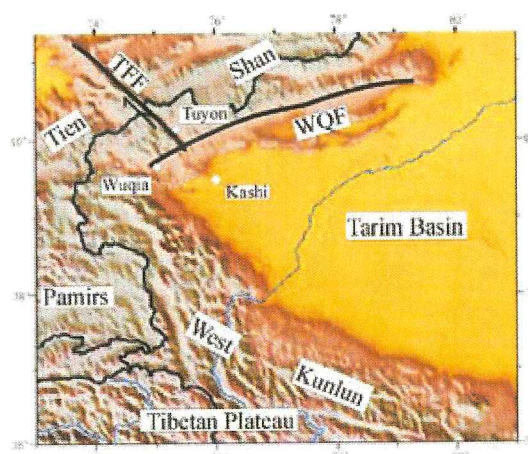 TFF
Shan
Tuyon
Tien
WQF
Wuqia
Kashi
Tarim Basin
Pamirs
West
Kunlun
Tibetan Plateau